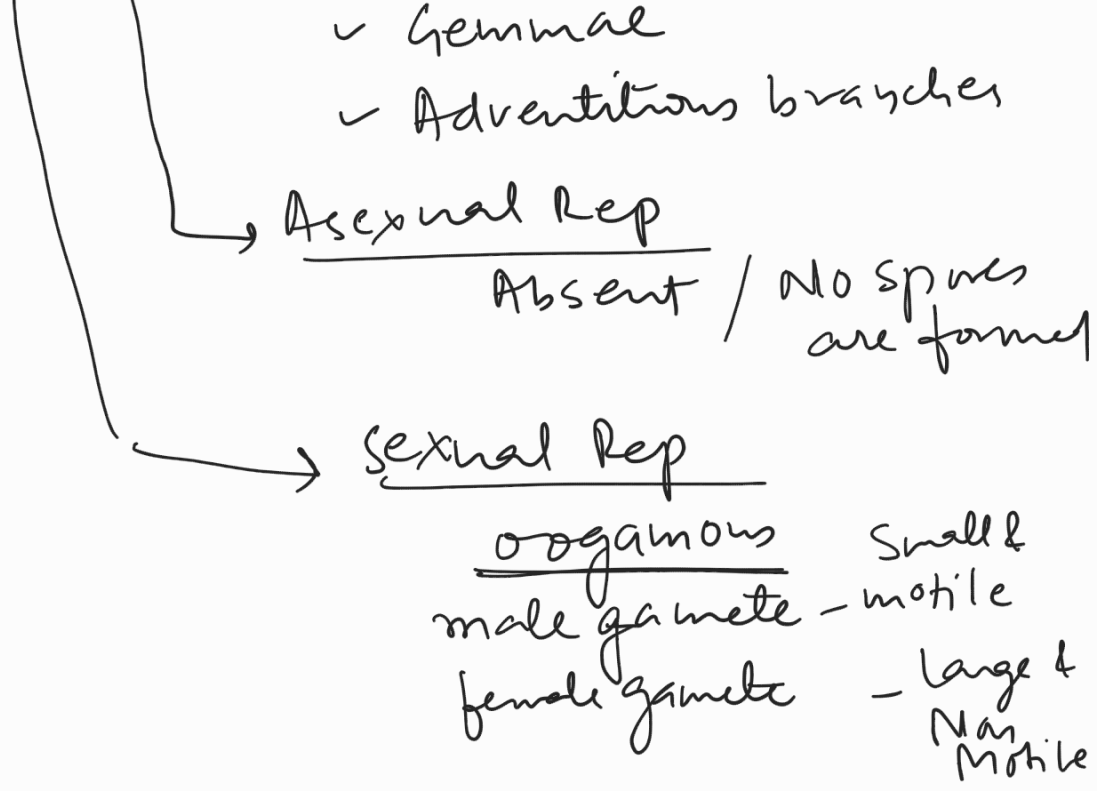 ✓ Gemmae
✓ Adventitious branches
Asexual Rep
Absent / No spores
are formed
Sexual Rep
oogamous
male gamete - Small & motile
female gamete - Large & Non Motile